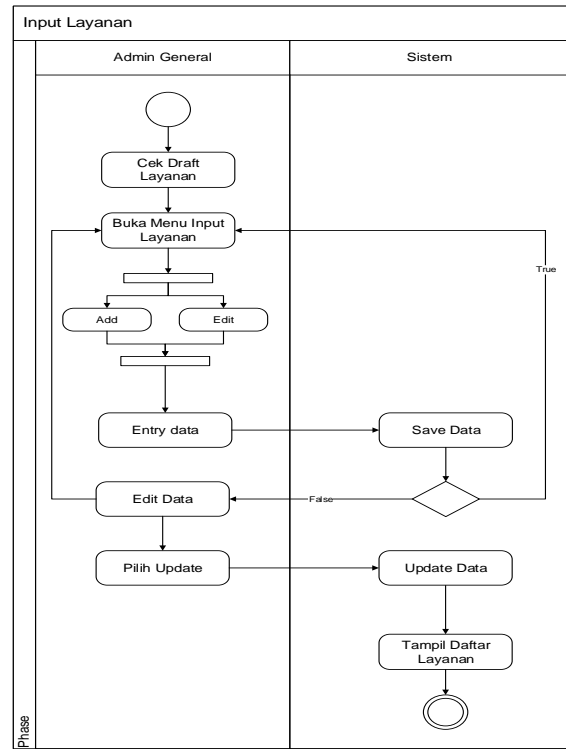 Input Layanan
Admin General
Sistem
Cek Draft
Layanan
Buka Menu Input
Layanan
True
Add
Edit
Entry data
Save Data
Edit Data
False
Pilih Update
Update Data
Tampil Daftar
Layanan
Phase